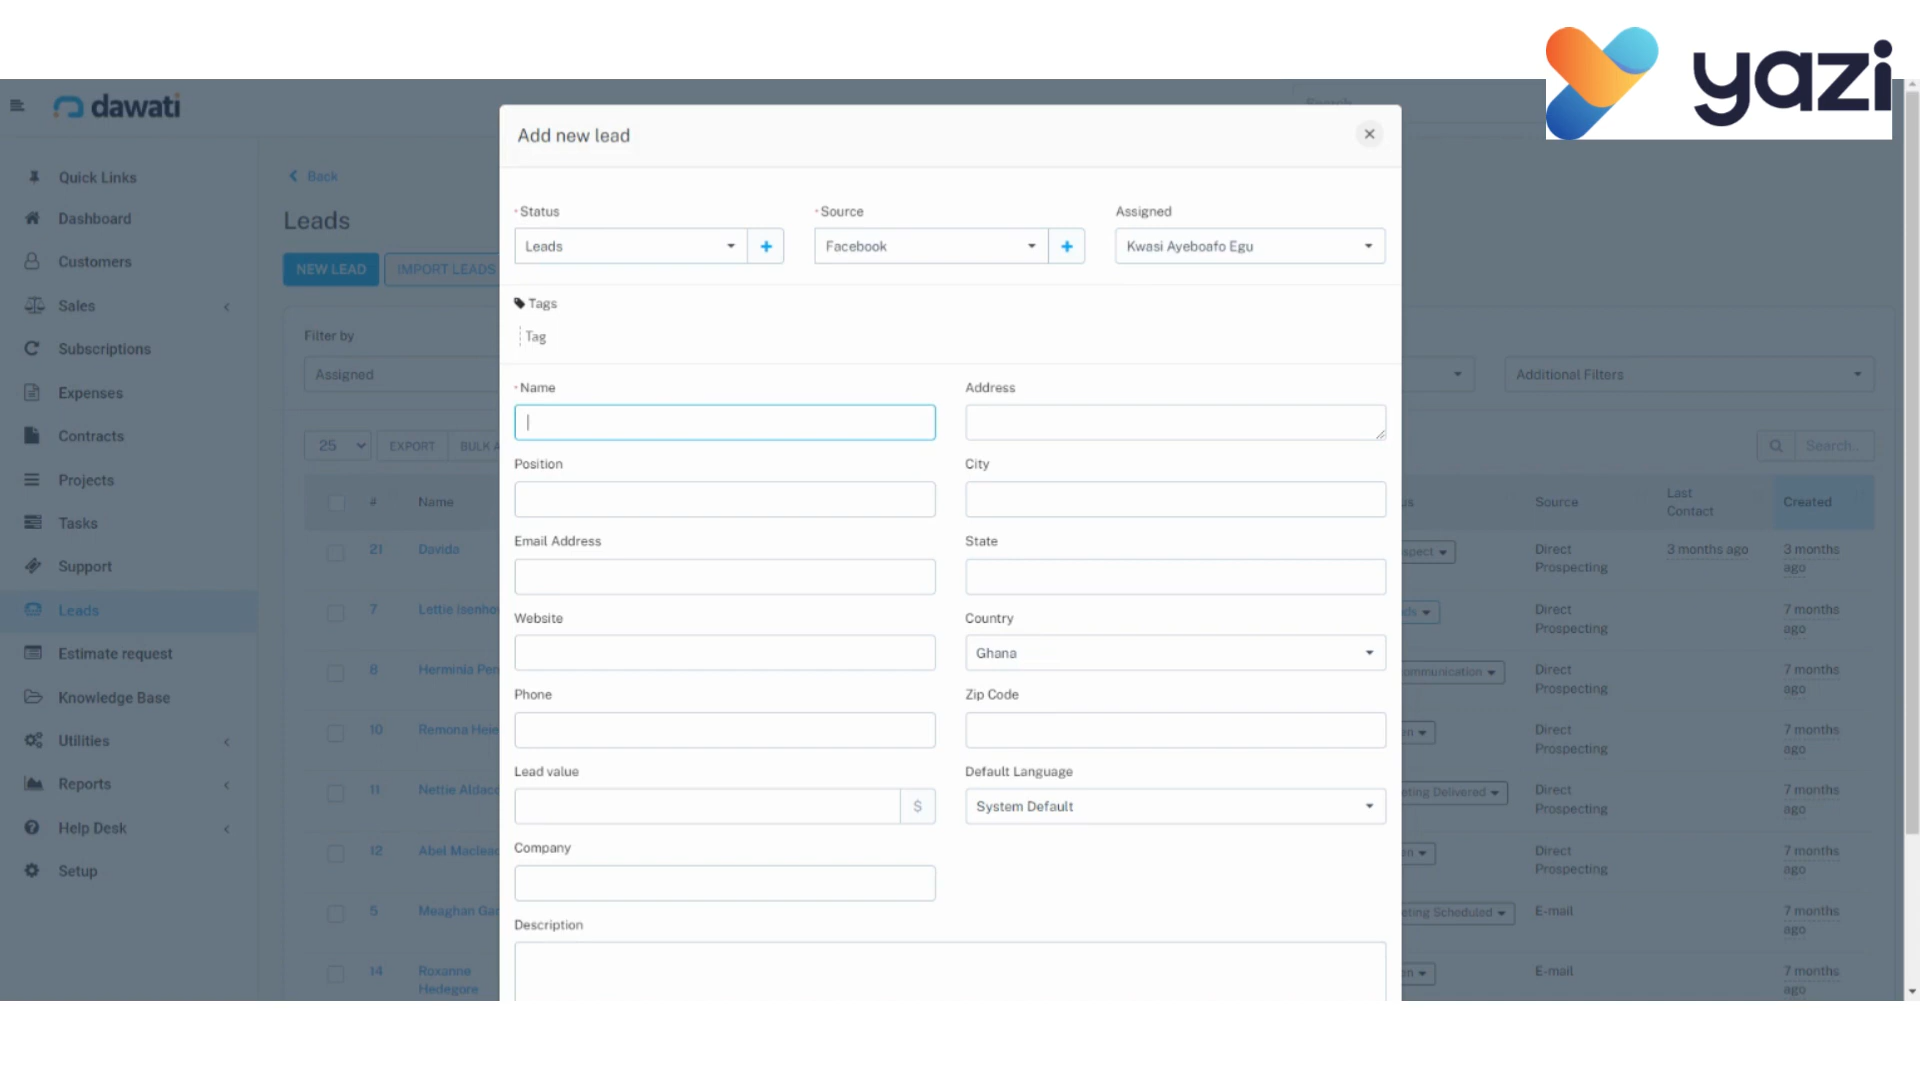 yazi
dawati
Search
Quick Links
Dashboard
Customers
Sales
Subscriptions
Expenses
Contracts
Projects
Tasks
Support
Leads
Estimate request
Knowledge Base
Utilities
Reports
Help Desk
Setup
Back
Leads
NEW LEAD
IMPORT LEADS
Filter by
Assigned
Additional Filters
25
EXPORT
BULK A
Search..
# Name
Source
Last
Contact
Created
21 Davida
Direct
Prospecting
3 months ago
3 months
ago
7 Lettie Isenho
Direct
Prospecting
7 months
ago
8 Herminia Pen
ommunication
Direct
Prospecting
7 months
ago
10 Remona Heie
Direct
Prospecting
7 months
ago
11 Nettie Aldaco
eting Delivered
Direct
Prospecting
7 months
ago
12 Abel Macleac
Direct
Prospecting
7 months
ago
5 Meaghan Gar
eting Scheduled
E-mail
7 months
ago
14 Roxanne
Hedegore
E-mail
7 months
ago
Add new lead
* Status
Leads
* Source
Facebook
Assigned
Kwasi Ayeboafo Egu
Tags
Tag
* Name
Address
Position
City
Email Address
State
Website
Country
Ghana
Phone
Zip Code
Lead value
$
Default Language
System Default
Company
Description